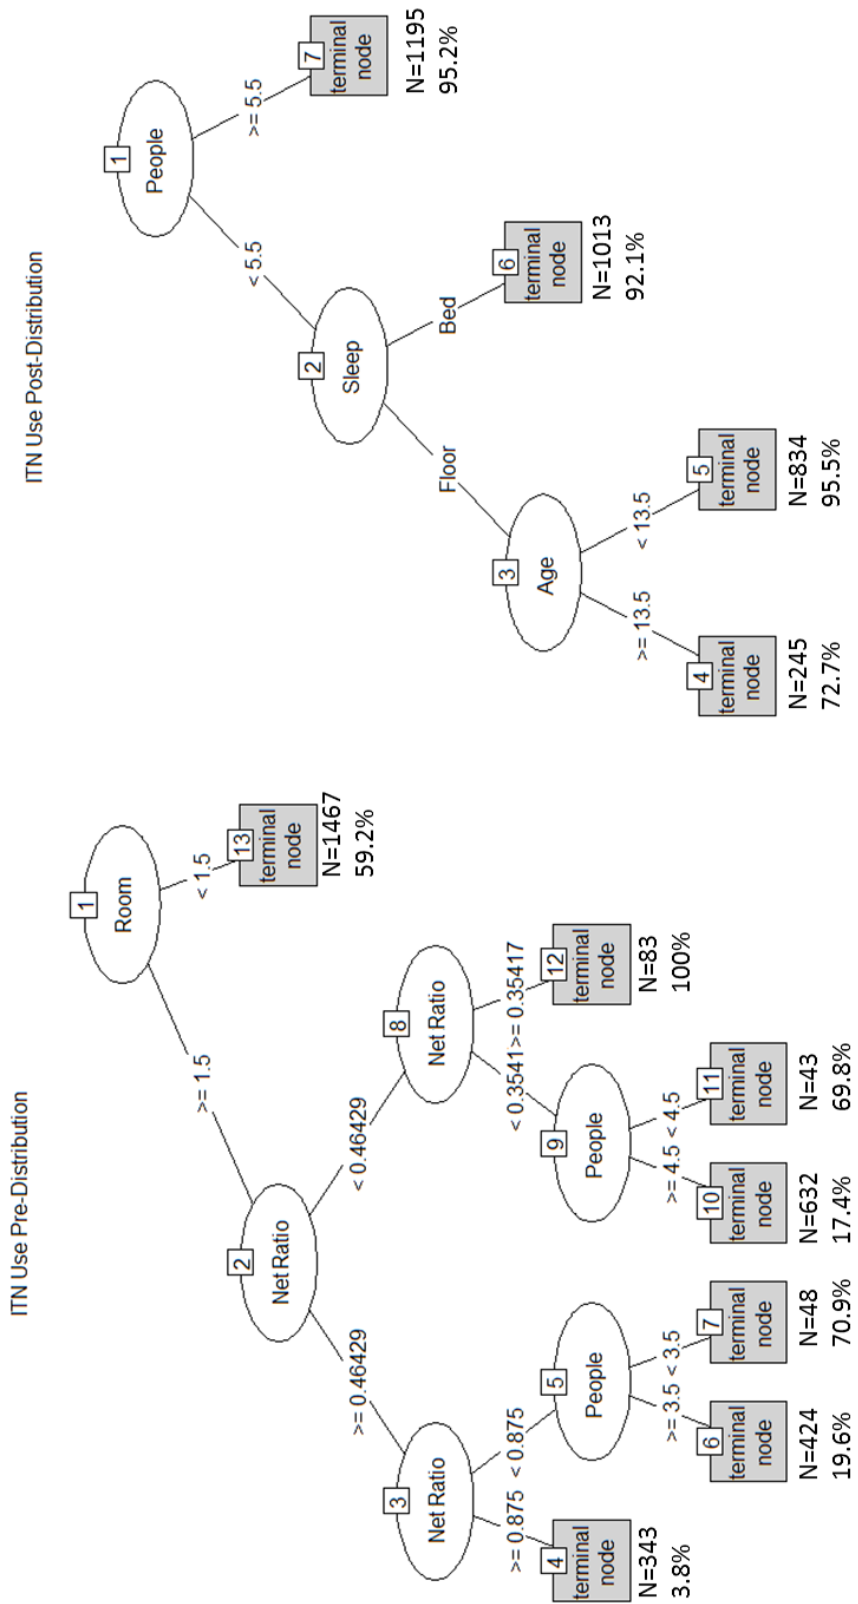 ITN Use Pre-Distribution
1
Room
>= 1.5
< 1.5
2
Net Ratio
13
terminal
node
N=1467
59.2%
>= 0.46429
< 0.46429
3
Net Ratio
8
Net Ratio
>= 0.875
< 0.875
< 0.3541
>= 0.35417
4
terminal
node
N=343
3.8%
5
People
9
People
12
terminal
node
N=83
100%
>= 3.5
< 3.5
>= 4.5
< 4.5
6
terminal
node
N=424
19.6%
7
terminal
node
N=48
70.9%
10
terminal
node
N=632
17.4%
11
terminal
node
N=43
69.8%
ITN Use Post-Distribution
1
People
< 5.5
>= 5.5
2
Sleep
7
terminal
node
N=1195
95.2%
Floor
Bed
3
Age
6
terminal
node
N=1013
92.1%
>= 13.5
< 13.5
4
terminal
node
N=245
72.7%
5
terminal
node
N=834
95.5%